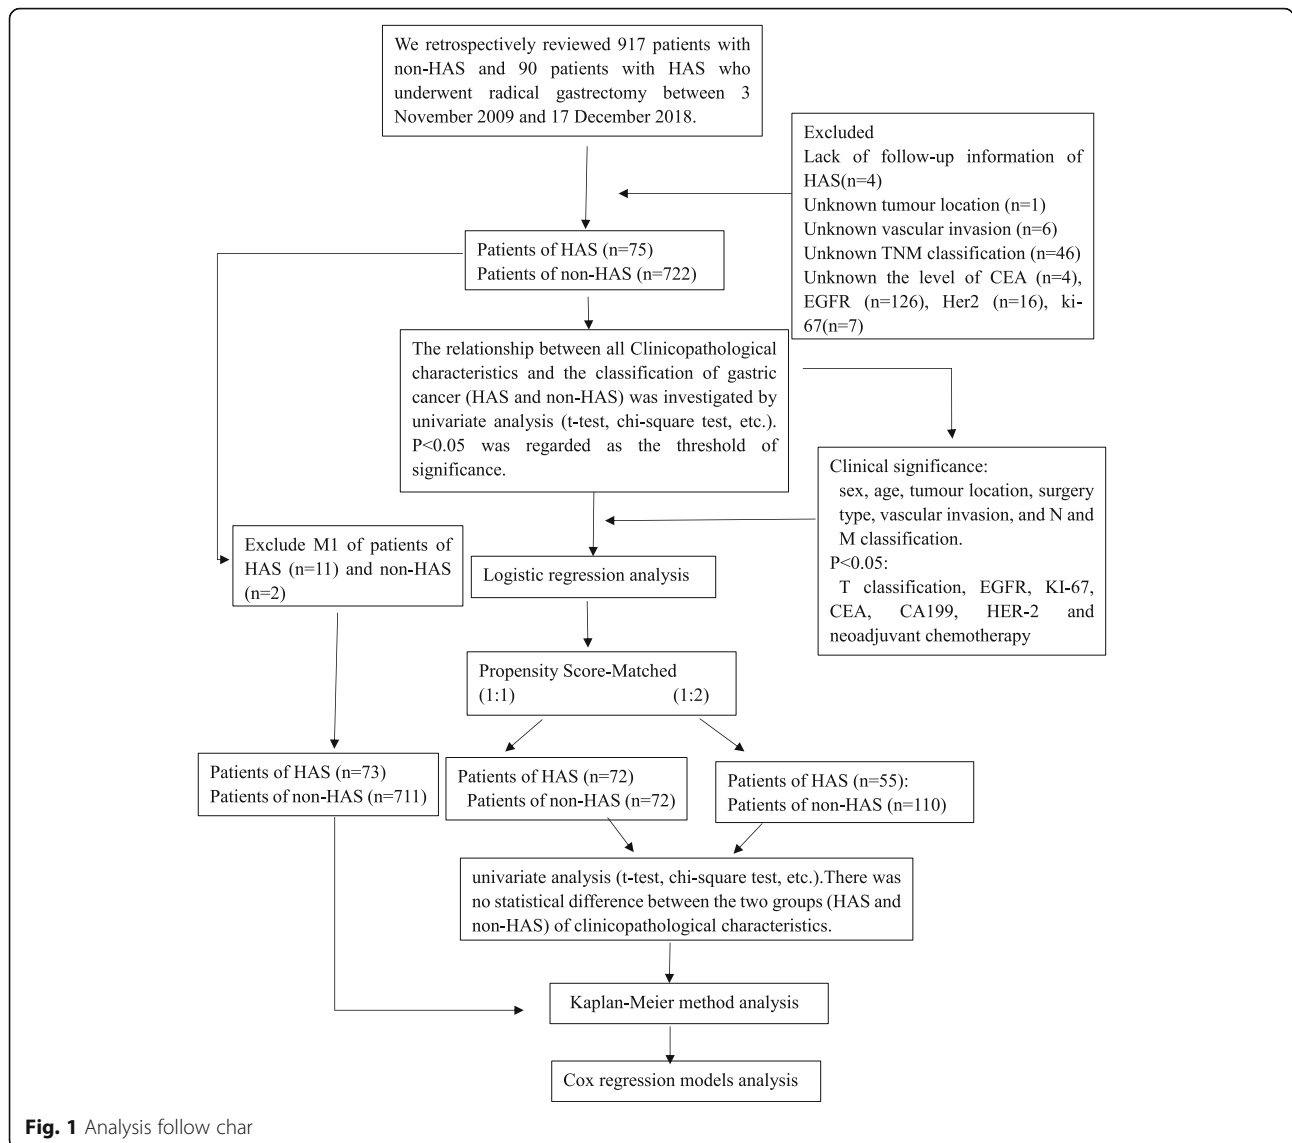 We retrospectively reviewed 917 patients with
non-HAS and 90 patients with HAS who
underwent radical gastrectomy between 3
November 2009 and 17 December 2018.
Excluded
Lack of follow-up information of
HAS(n=4)
Unknown tumour location (n=1)
Unknown vascular invasion (n=6)
Unknown TNM classification (n=46)
Unknown the level of CEA (n=4),
EGFR (n=126), Her2 (n=16), ki-
67(n=7)
Patients of HAS (n=75)
Patients of non-HAS (n=722)
The relationship between all Clinicopathological
characteristics and the classification of gastric
cancer (HAS and non-HAS) was investigated by
univariate analysis (t-test, chi-square test, etc.).
P<0.05 was regarded as the threshold of
significance.
Clinical significance:
sex, age, tumour location, surgery
type, vascular invasion, and N and
M classification.
P<0.05:
T classification, EGFR, KI-67,
CEA, CA199, HER-2 and
neoadjuvant chemotherapy
Exclude M1 of patients of
HAS (n=11) and non-HAS
(n=2)
Logistic regression analysis
Propensity Score-Matched
(1:1) (1:2)
Patients of HAS (n=73)
Patients of non-HAS (n=711)
Patients of HAS (n=72)
Patients of non-HAS (n=72)
Patients of HAS (n=55):
Patients of non-HAS (n=110)
univariate analysis (t-test, chi-square test, etc.).There was
no statistical difference between the two groups (HAS and
non-HAS) of clinicopathological characteristics.
Kaplan-Meier method analysis
Cox regression models analysis
Fig. 1 Analysis follow char